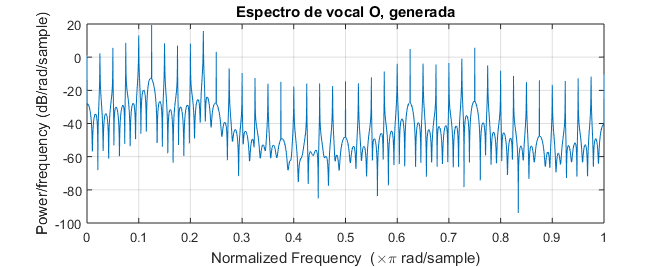 Espectro de vocal O, generada
Power/frequency (dB/rad/sample)
20
0
-20
-40
-60
-80
-100
0 0.1 0.2 0.3 0.4 0.5 0.6 0.7 0.8 0.9 1
Normalized Frequency (×π rad/sample)